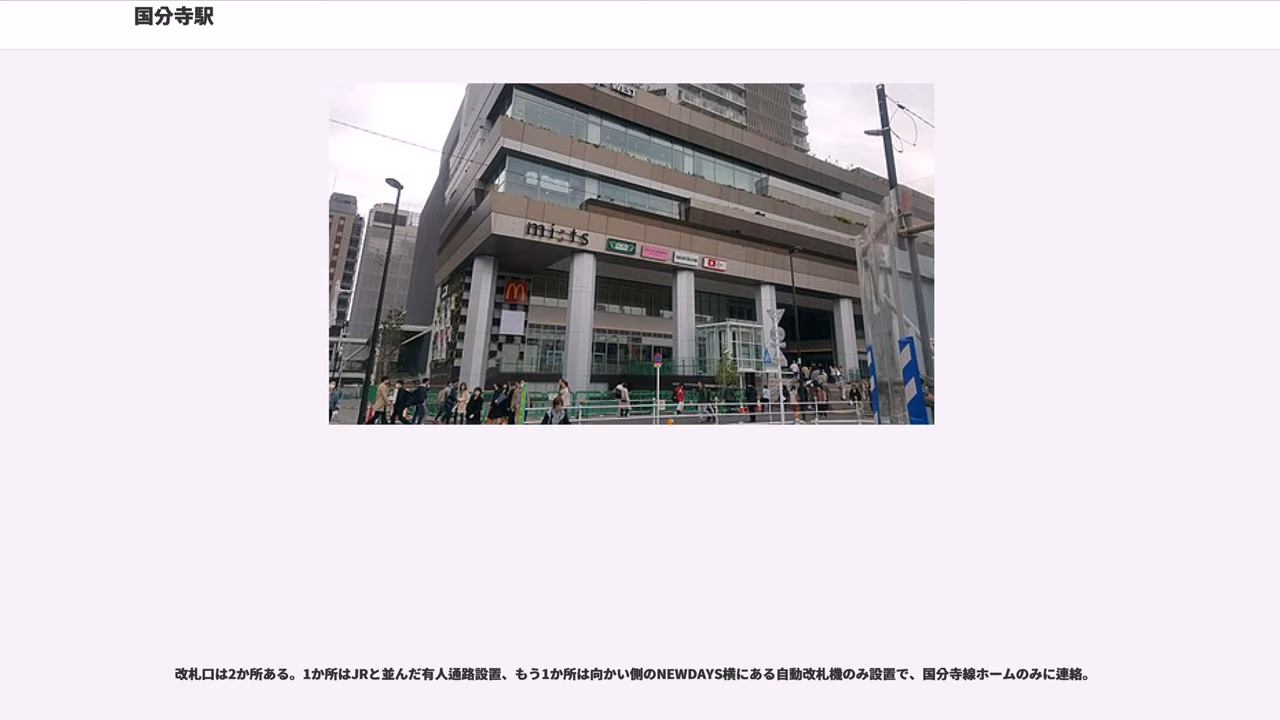 国分寺駅
WEST
mi:ts
改札口は2か所ある。1か所はJRと並んだ有人通路設置、もう1か所は向かい側のNEWDAYS横にある自動改札機のみ設置で、国分寺線ホームのみに連絡。